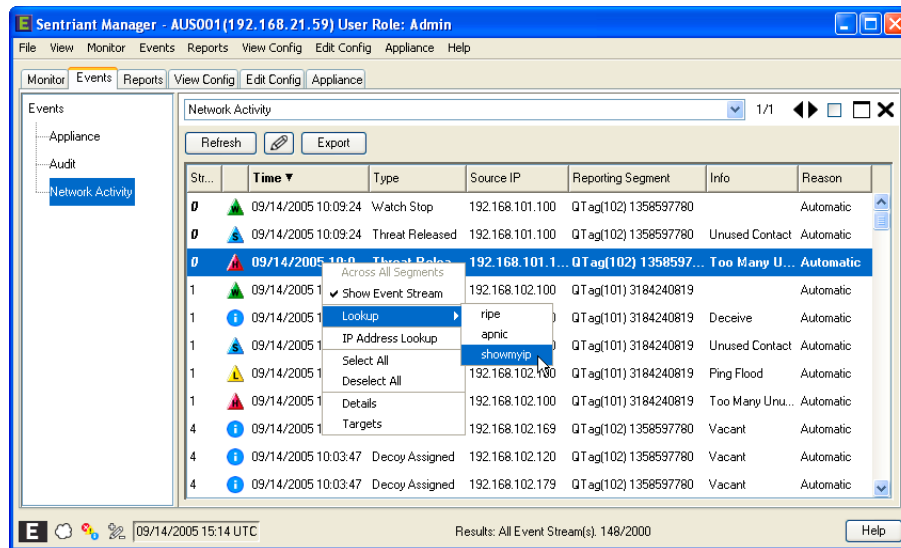 E Sentriant Manager - AUS001(192.168.21.59) User Role: Admin
File View Monitor Events Reports View Config Edit Config Appliance Help
Monitor Events Reports View Config Edit Config Appliance
Events
Appliance
Audit
Network Activity
Network Activity 1/1
Refresh Export
Str... Time Type Source IP Reporting Segment Info Reason
0 W 09/14/2005 10:09:24 Watch Stop 192.168.101.100 QTag(102) 1358597780 Automatic
0 S 09/14/2005 10:09:24 Threat Released 192.168.101.100 QTag(102) 1358597780 Unused Contact Automatic
0 H 09/14/2005 10:0... Threat Relea... 192.168.101.1... QTag(102) 1358597... Too Many U... Automatic
1 W 09/14/2005 1 192.168.102.100 QTag(101) 3184240819 Automatic
1 i 09/14/2005 1 QTag(101) 3184240819 Deceive Automatic
1 S 09/14/2005 1 QTag(101) 3184240819 Unused Contact Automatic
1 L 09/14/2005 1 192.168.102.100 QTag(101) 3184240819 Ping Flood Automatic
1 H 09/14/2005 1 192.168.102.100 QTag(101) 3184240819 Too Many Unu... Automatic
4 i 09/14/2005 1 192.168.102.169 QTag(102) 1358597780 Vacant Automatic
4 i 09/14/2005 10:03:47 Decoy Assigned 192.168.102.120 QTag(102) 1358597780 Vacant Automatic
4 i 09/14/2005 10:03:47 Decoy Assigned 192.168.102.179 QTag(102) 1358597780 Vacant Automatic
Across All Segments
Show Event Stream
Lookup
IP Address Lookup
Select All
Deselect All
Details
Targets
ripe
apnic
showmyip
E 09/14/2005 15:14 UTC Results: All Event Stream(s). 148/2000 Help